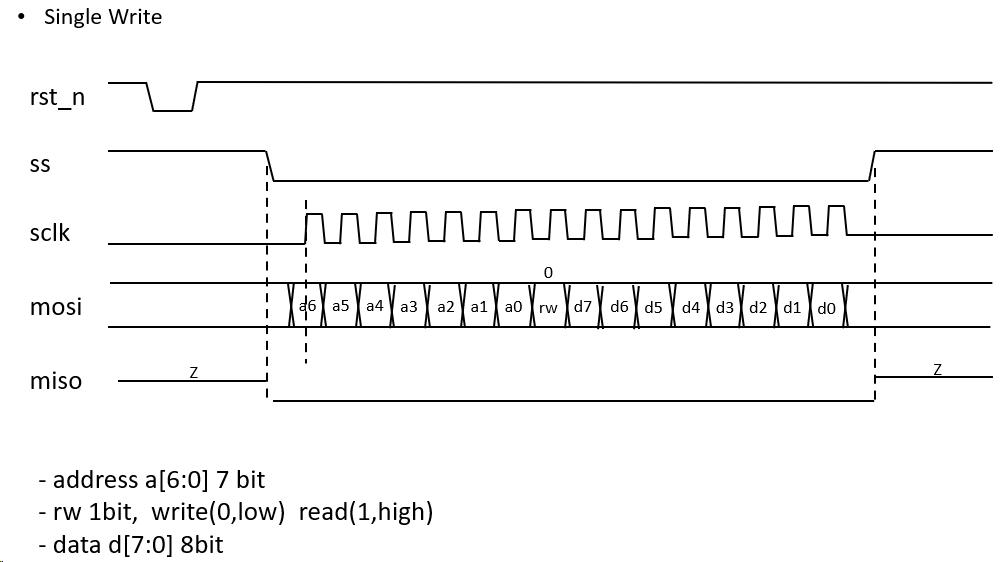 • Single Write
rst_n
ss
sclk
0
mosi a6 a5 a4 a3 a2 a1 a0 rw d7 d6 d5 d4 d3 d2 d1 d0
miso Z Z
- address a[6:0] 7 bit
- rw 1bit, write(0,low) read(1,high)
- data d[7:0] 8bit